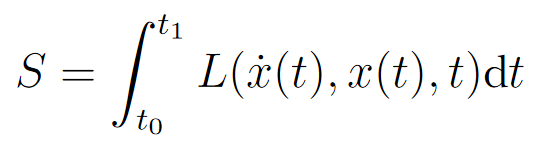 S = ∫_{t_0}^{t_1} L(ẋ(t), x(t), t)dt